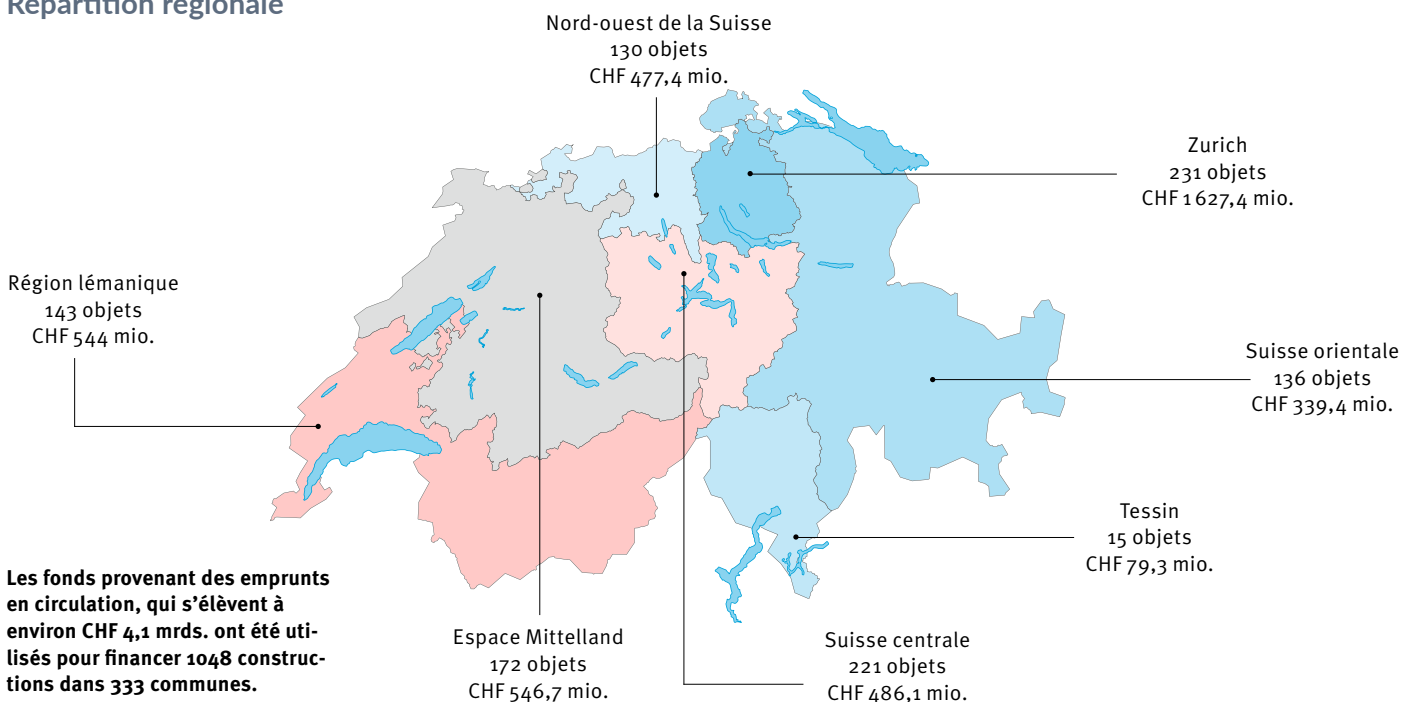 Répartition régionale
Nord-ouest de la Suisse
130 objets
CHF 477,4 mio.
Zurich
231 objets
CHF 1 627,4 mio.
Région lémanique
143 objets
CHF 544 mio.
Suisse orientale
136 objets
CHF 339,4 mio.
Tessin
15 objets
CHF 79,3 mio.
Les fonds provenant des emprunts
en circulation, qui s’élèvent à
environ CHF 4,1 mrds. ont été uti-
lisés pour financer 1048 construc-
tions dans 333 communes.
Espace Mittelland
172 objets
CHF 546,7 mio.
Suisse centrale
221 objets
CHF 486,1 mio.